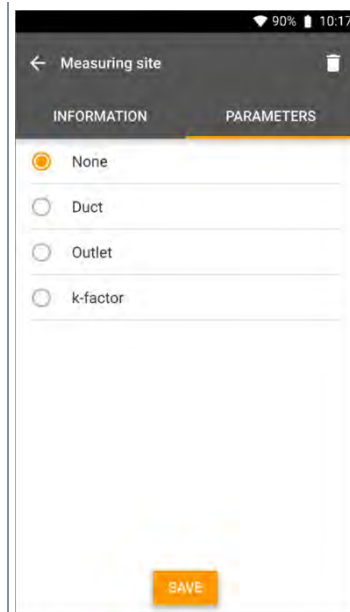 90% 10:17
Measuring site
INFORMATION PARAMETERS
None
Duct
Outlet
k-factor
SAVE